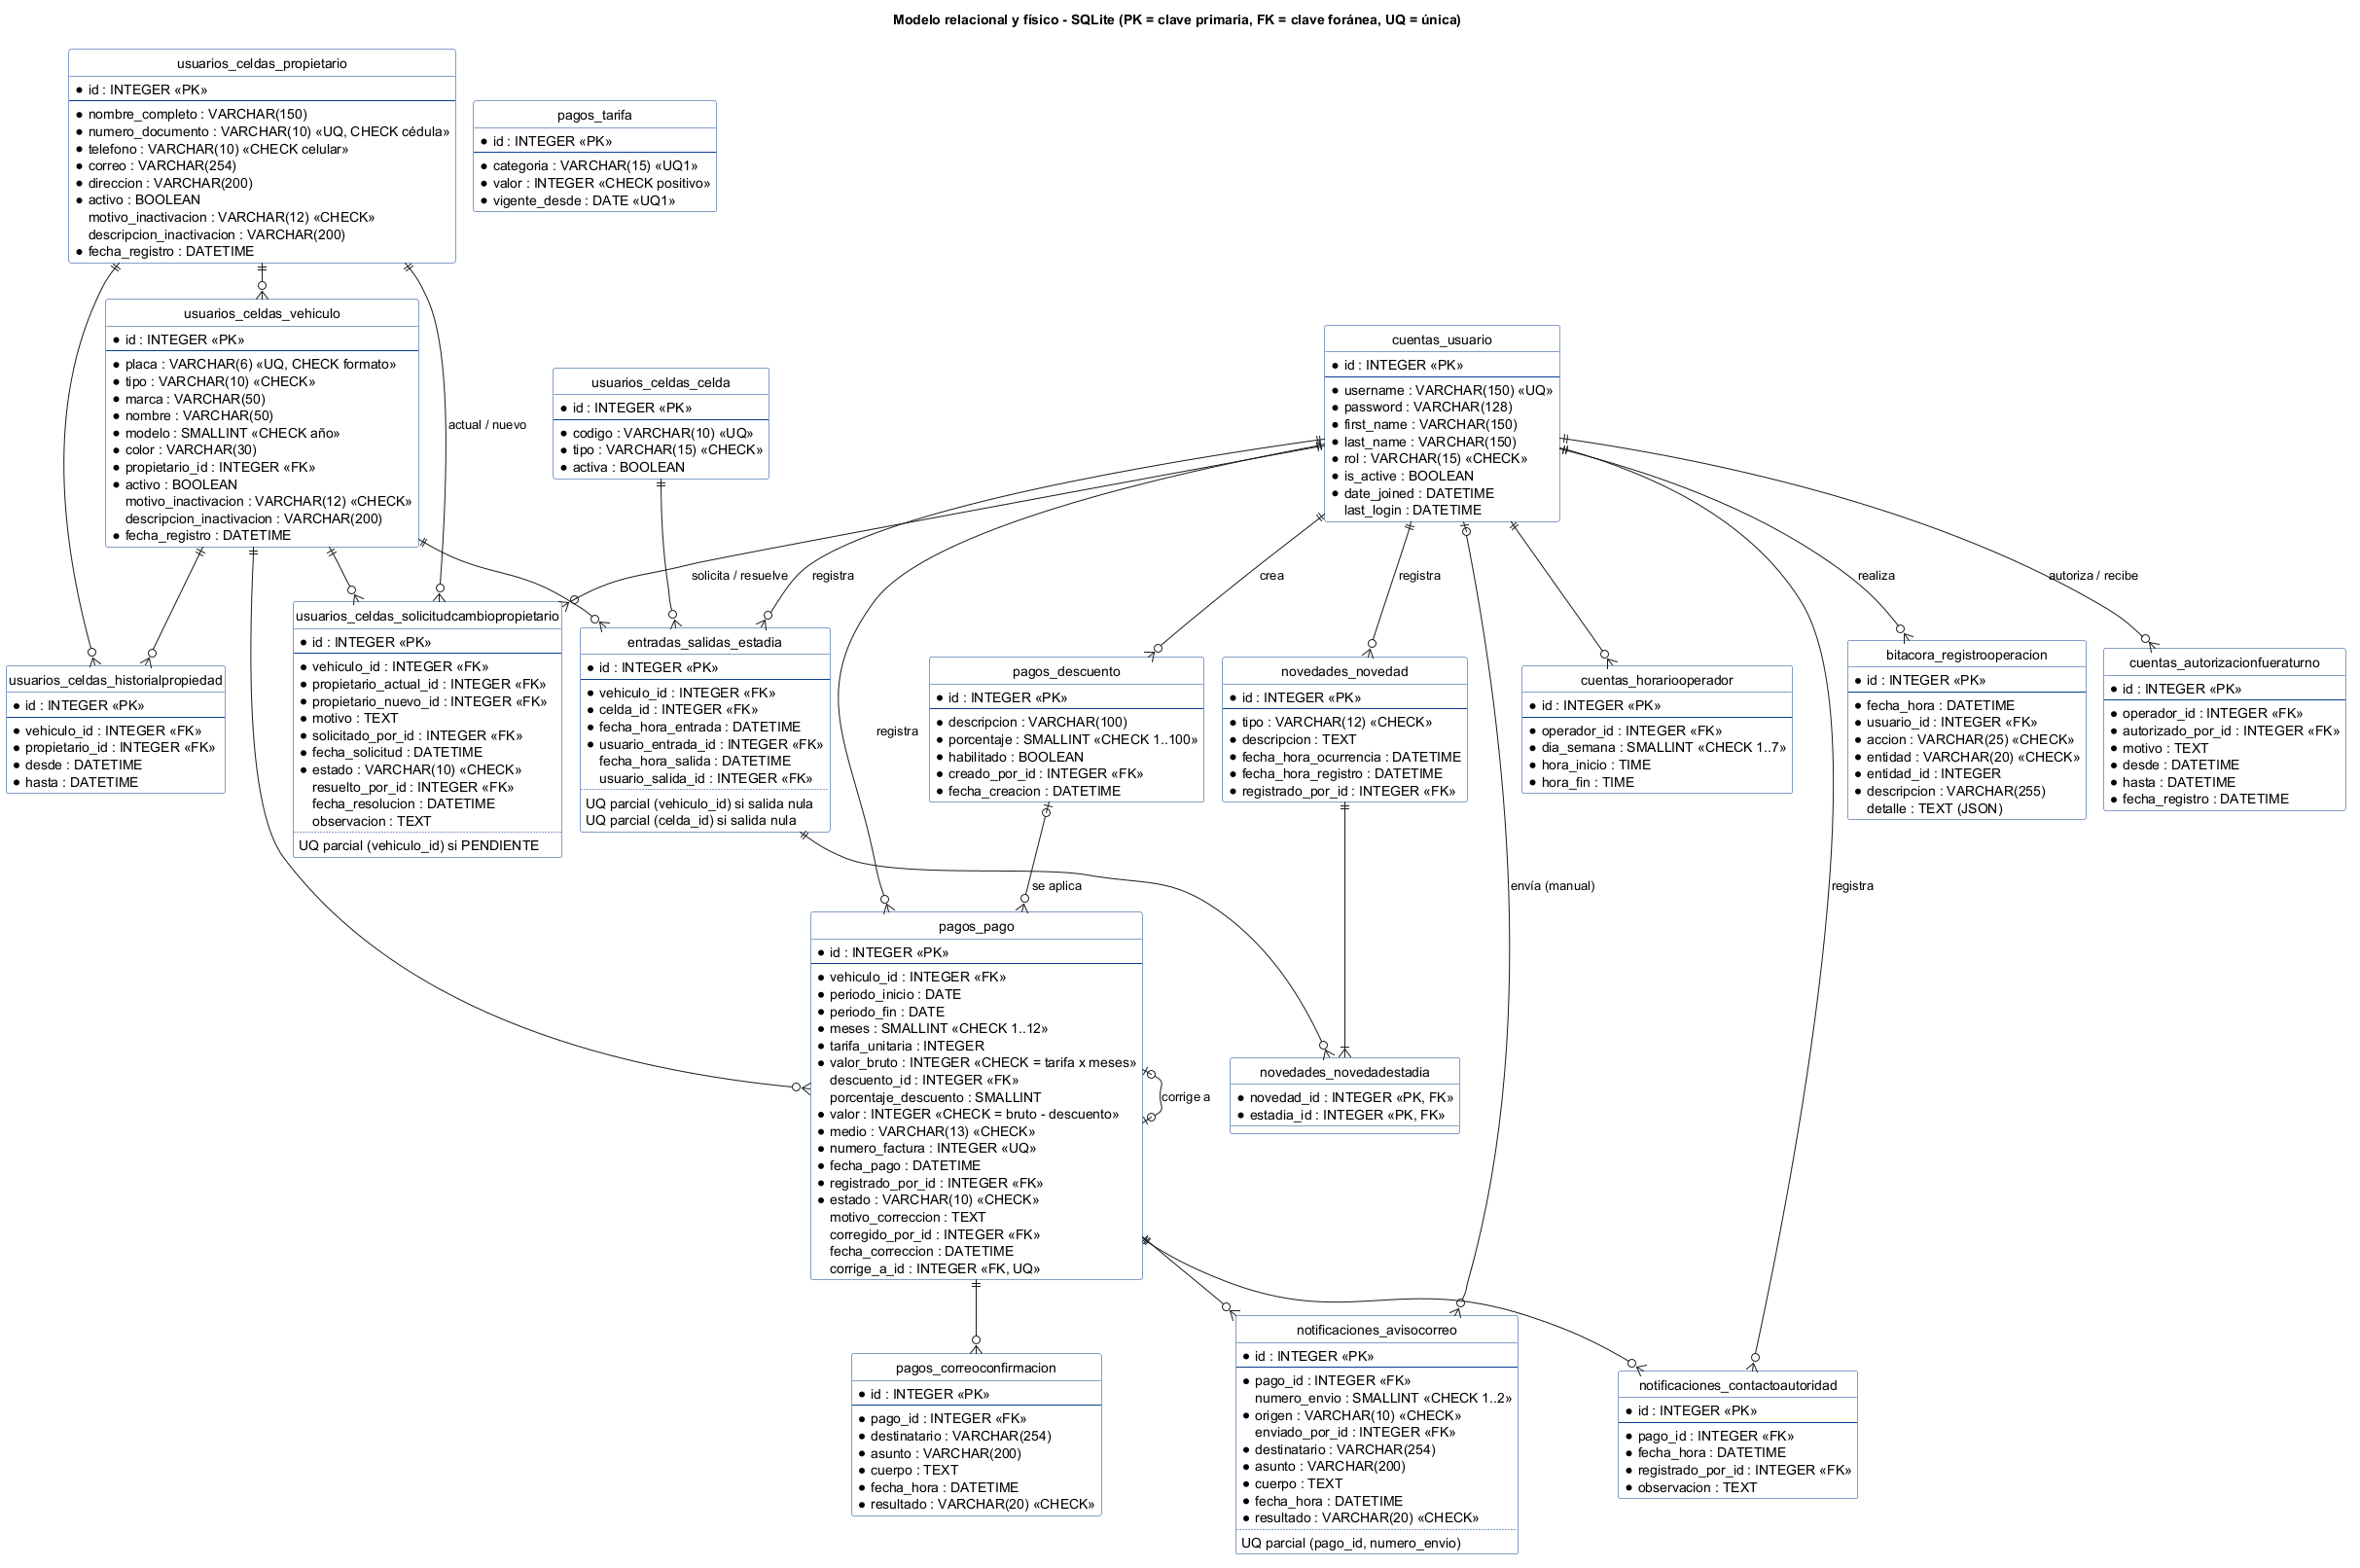 Modelo relacional y físico - SQLite (PK = clave primaria, FK = clave foránea, UQ = única)
usuarios_celdas_propietario
id : INTEGER «PK»
nombre_completo : VARCHAR(150)
numero_documento : VARCHAR(10) «UQ, CHECK cédula»
telefono : VARCHAR(10) «CHECK celular»
correo : VARCHAR(254)
direccion : VARCHAR(200)
activo : BOOLEAN
motivo_inactivacion : VARCHAR(12) «CHECK»
descripcion_inactivacion : VARCHAR(200)
fecha_registro : DATETIME
pagos_tarifa
id : INTEGER «PK»
categoria : VARCHAR(15) «UQ1»
valor : INTEGER «CHECK positivo»
vigente_desde : DATE «UQ1»
usuarios_celdas_vehiculo
id : INTEGER «PK»
placa : VARCHAR(6) «UQ, CHECK formato»
tipo : VARCHAR(10) «CHECK»
marca : VARCHAR(50)
nombre : VARCHAR(50)
modelo : SMALLINT «CHECK año»
color : VARCHAR(30)
propietario_id : INTEGER «FK»
activo : BOOLEAN
motivo_inactivacion : VARCHAR(12) «CHECK»
descripcion_inactivacion : VARCHAR(200)
fecha_registro : DATETIME
actual / nuevo
usuarios_celdas_celda
id : INTEGER «PK»
codigo : VARCHAR(10) «UQ»
tipo : VARCHAR(15) «CHECK»
activa : BOOLEAN
cuentas_usuario
id : INTEGER «PK»
username : VARCHAR(150) «UQ»
password : VARCHAR(128)
first_name : VARCHAR(150)
last_name : VARCHAR(150)
rol : VARCHAR(15) «CHECK»
is_active : BOOLEAN
date_joined : DATETIME
last_login : DATETIME
solicita / resuelve
registra
crea
registra
realiza
autoriza / recibe
usuarios_celdas_historialpropiedad
id : INTEGER «PK»
vehiculo_id : INTEGER «FK»
propietario_id : INTEGER «FK»
desde : DATETIME
hasta : DATETIME
usuarios_celdas_solicitudcambiopropietario
id : INTEGER «PK»
vehiculo_id : INTEGER «FK»
propietario_actual_id : INTEGER «FK»
propietario_nuevo_id : INTEGER «FK»
motivo : TEXT
solicitado_por_id : INTEGER «FK»
fecha_solicitud : DATETIME
estado : VARCHAR(10) «CHECK»
resuelto_por_id : INTEGER «FK»
fecha_resolucion : DATETIME
observacion : TEXT
UQ parcial (vehiculo_id) si PENDIENTE
entradas_salidas_estadia
id : INTEGER «PK»
vehiculo_id : INTEGER «FK»
celda_id : INTEGER «FK»
fecha_hora_entrada : DATETIME
usuario_entrada_id : INTEGER «FK»
fecha_hora_salida : DATETIME
usuario_salida_id : INTEGER «FK»
UQ parcial (vehiculo_id) si salida nula
UQ parcial (celda_id) si salida nula
registra
pagos_descuento
id : INTEGER «PK»
descripcion : VARCHAR(100)
porcentaje : SMALLINT «CHECK 1..100»
habilitado : BOOLEAN
creado_por_id : INTEGER «FK»
fecha_creacion : DATETIME
novedades_novedad
id : INTEGER «PK»
tipo : VARCHAR(12) «CHECK»
descripcion : TEXT
fecha_hora_ocurrencia : DATETIME
fecha_hora_registro : DATETIME
registrado_por_id : INTEGER «FK»
cuentas_horariooperador
id : INTEGER «PK»
operador_id : INTEGER «FK»
dia_semana : SMALLINT «CHECK 1..7»
hora_inicio : TIME
hora_fin : TIME
bitacora_registrooperacion
id : INTEGER «PK»
fecha_hora : DATETIME
usuario_id : INTEGER «FK»
accion : VARCHAR(25) «CHECK»
entidad : VARCHAR(20) «CHECK»
entidad_id : INTEGER
descripcion : VARCHAR(255)
detalle : TEXT (JSON)
cuentas_autorizacionfueraturno
id : INTEGER «PK»
operador_id : INTEGER «FK»
autorizado_por_id : INTEGER «FK»
motivo : TEXT
desde : DATETIME
hasta : DATETIME
fecha_registro : DATETIME
se aplica
envía (manual)
registra
pagos_pago
id : INTEGER «PK»
vehiculo_id : INTEGER «FK»
periodo_inicio : DATE
periodo_fin : DATE
meses : SMALLINT «CHECK 1..12»
tarifa_unitaria : INTEGER
valor_bruto : INTEGER «CHECK = tarifa x meses»
descuento_id : INTEGER «FK»
porcentaje_descuento : SMALLINT
valor : INTEGER «CHECK = bruto - descuento»
medio : VARCHAR(13) «CHECK»
numero_factura : INTEGER «UQ»
fecha_pago : DATETIME
registrado_por_id : INTEGER «FK»
estado : VARCHAR(10) «CHECK»
motivo_correccion : TEXT
corregido_por_id : INTEGER «FK»
fecha_correccion : DATETIME
corrige_a_id : INTEGER «FK, UQ»
corrige a
novedades_novedadestadia
novedad_id : INTEGER «PK, FK»
estadia_id : INTEGER «PK, FK»
pagos_correoconfirmacion
id : INTEGER «PK»
pago_id : INTEGER «FK»
destinatario : VARCHAR(254)
asunto : VARCHAR(200)
cuerpo : TEXT
fecha_hora : DATETIME
resultado : VARCHAR(20) «CHECK»
notificaciones_avisocorreo
id : INTEGER «PK»
pago_id : INTEGER «FK»
numero_envio : SMALLINT «CHECK 1..2»
origen : VARCHAR(10) «CHECK»
enviado_por_id : INTEGER «FK»
destinatario : VARCHAR(254)
asunto : VARCHAR(200)
cuerpo : TEXT
fecha_hora : DATETIME
resultado : VARCHAR(20) «CHECK»
UQ parcial (pago_id, numero_envio)
notificaciones_contactoautoridad
id : INTEGER «PK»
pago_id : INTEGER «FK»
fecha_hora : DATETIME
registrado_por_id : INTEGER «FK»
observacion : TEXT